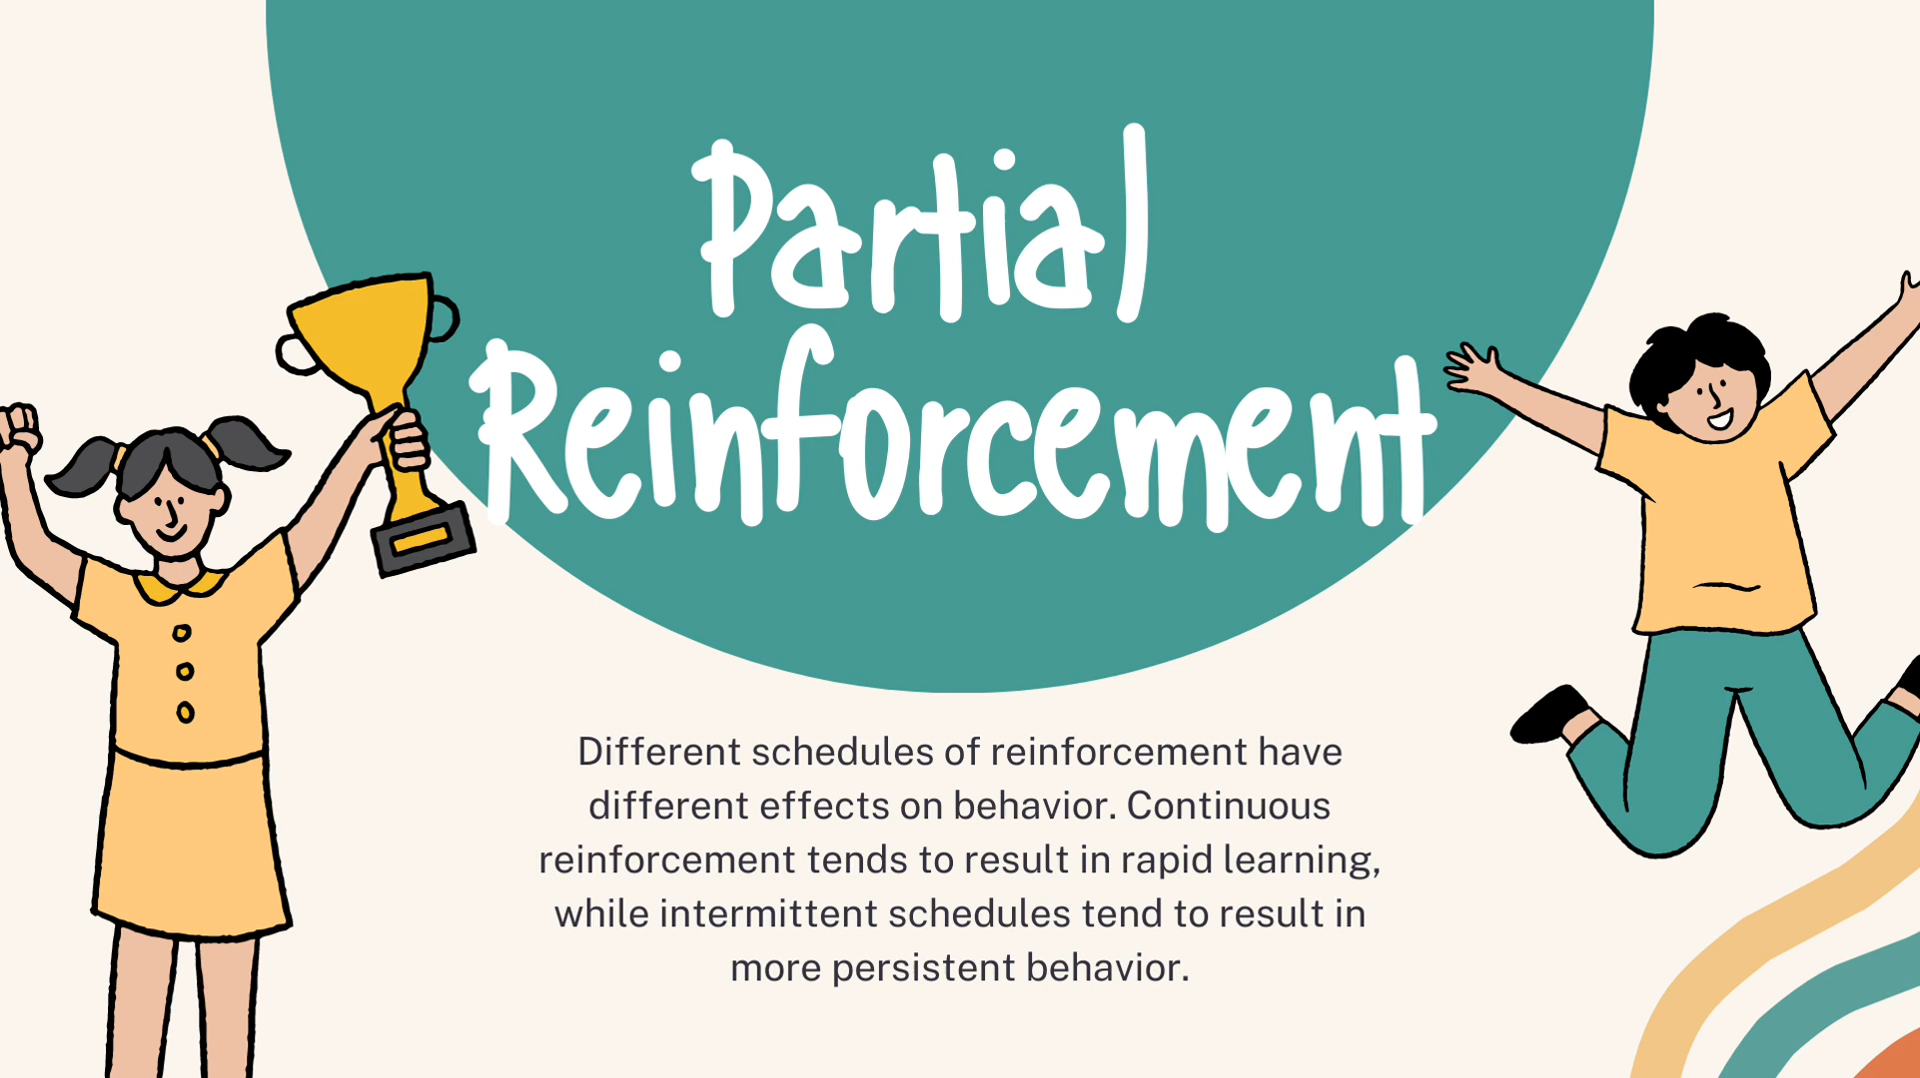 Partial
Reinforcement
Different schedules of reinforcement have
different effects on behavior. Continuous
reinforcement tends to result in rapid learning,
while intermittent schedules tend to result in
more persistent behavior.